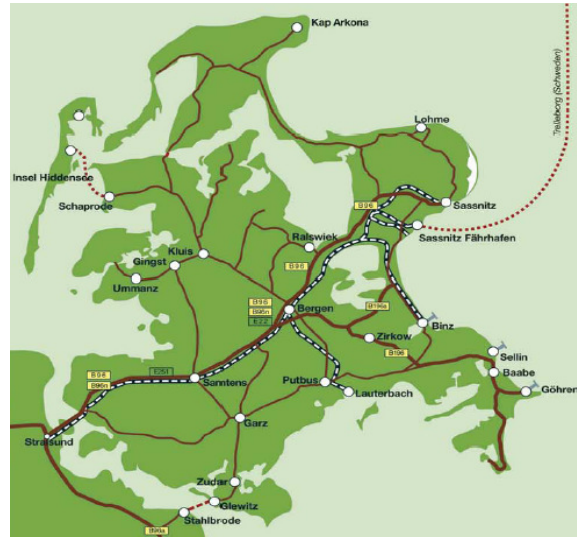 Kap Arkona
Trelleborg (Schweden)
Lohme
Insel Hiddensee
Schaprode
B96
Sassnitz
Sassnitz Fährhafen
Ralswiek
Kluis
Gingst
B96
Ummanz
B96
B96n
E22
Bergen
B196a
Binz
Zirkow
B196
Sellin
Baabe
B96
B96n
E251
Samtens
Putbus
Lauterbach
Göhren
Garz
Stralsund
Zudar
Glewitz
Stahlbrode
B96a